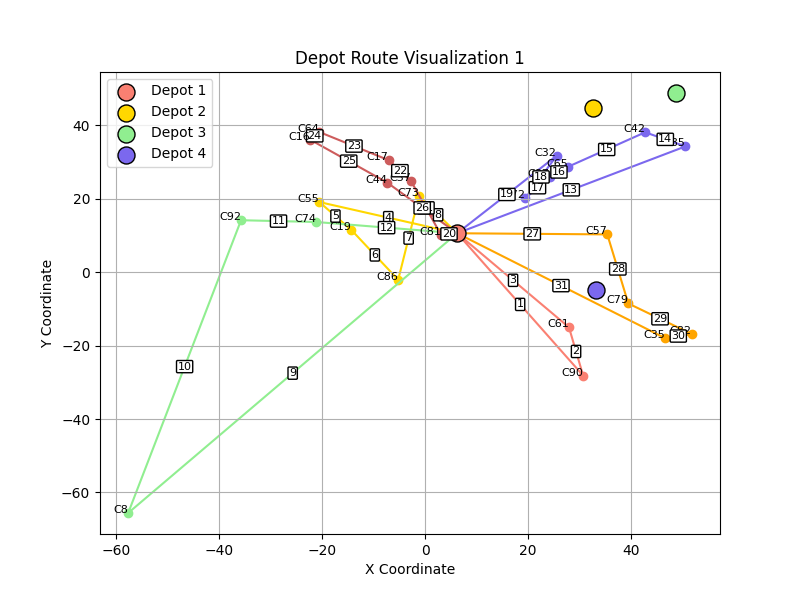 Depot Route Visualization 1
Depot 1
Depot 2
Depot 3
Depot 4
C64
C16
24
23
25
C17
22
C44
C73
26
8
C81
20
C55
5
4
C19
6
7
C86
C92
11
C74
12
10
9
C8
C42
14
15
C32
C65
16
18
17
13
19
27
C57
28
31
C79
29
C35
30
3
1
C61
2
C90
40
20
0
−20
−40
−60
−60
−40
−20
0
20
40
X Coordinate
Y Coordinate